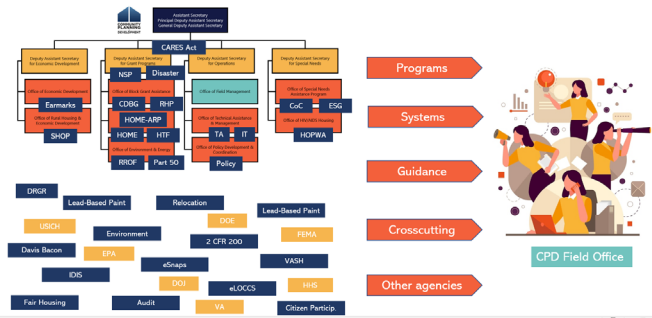 COMMUNITY
PLANNING
DEVELOPMENT
Assistant Secretary
Principal Deputy Assistant Secretary
General Deputy Assistant Secretary
CARES Act
Deputy Assistant Secretary
for Economic Development
Deputy Assistant Secretary
for Grant Programs
Deputy Assistant Secretary
for Operations
Deputy Assistant Secretary
for Special Needs
NSP
Disaster
Office of Economic Development
Earmarks
Office of Rural Housing &
Economic Development
SHOP
Office of Block Grant Assistance
CDBG
RHP
HOME-ARP
HOME
HTF
Office of Environment & Energy
RRDF
Part 50
Office of Field Management
Office of Technical Assistance
& Management
TA
IT
Office of Policy Development &
Coordination
Policy
Office of Special Needs
Assistance Program
CoC
ESG
Office of HIV/AIDS Housing
HOPWA
DRGR
Lead-Based Paint
Relocation
Lead-Based Paint
USICH
Environment
DOE
FEMA
Davis Bacon
EPA
2 CFR 200
IDIS
eSnaps
VASH
DOJ
eLOCCS
HHS
Fair Housing
Audit
VA
Citizen Particip.
Programs
Systems
Guidance
Crosscutting
Other agencies
CPD Field Office